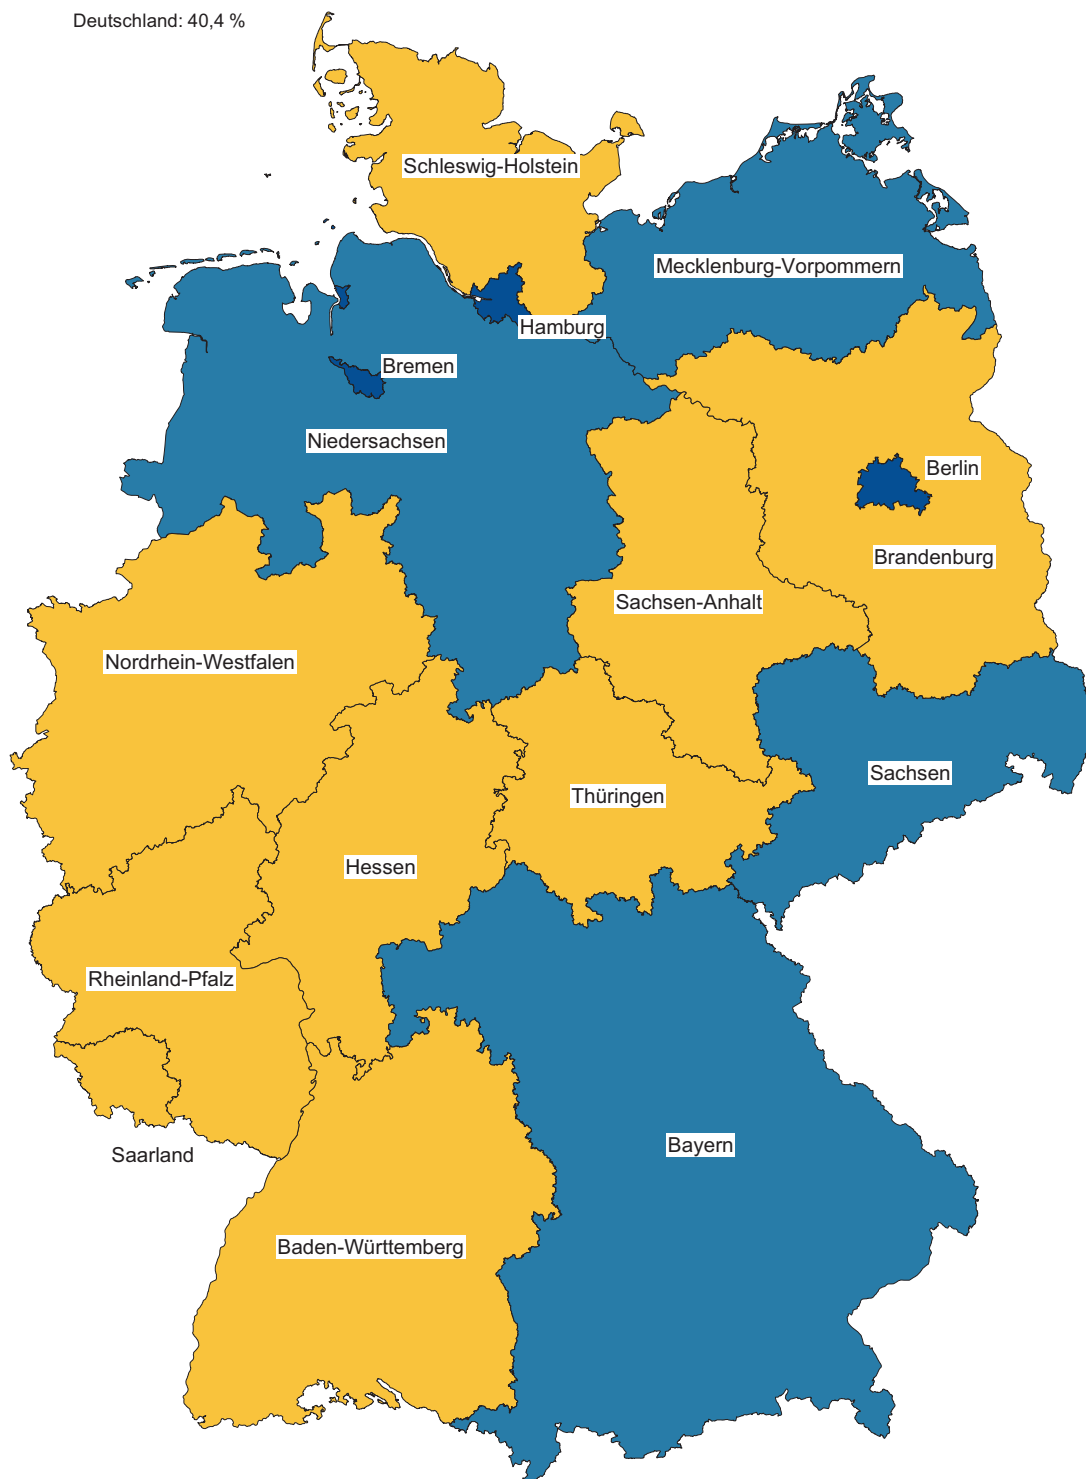 Deutschland: 40,4 %
Schleswig-Holstein
Mecklenburg-Vorpommern
Hamburg
Bremen
Niedersachsen
Berlin
Brandenburg
Sachsen-Anhalt
Nordrhein-Westfalen
Sachsen
Thüringen
Hessen
Rheinland-Pfalz
Saarland
Bayern
Baden-Württemberg